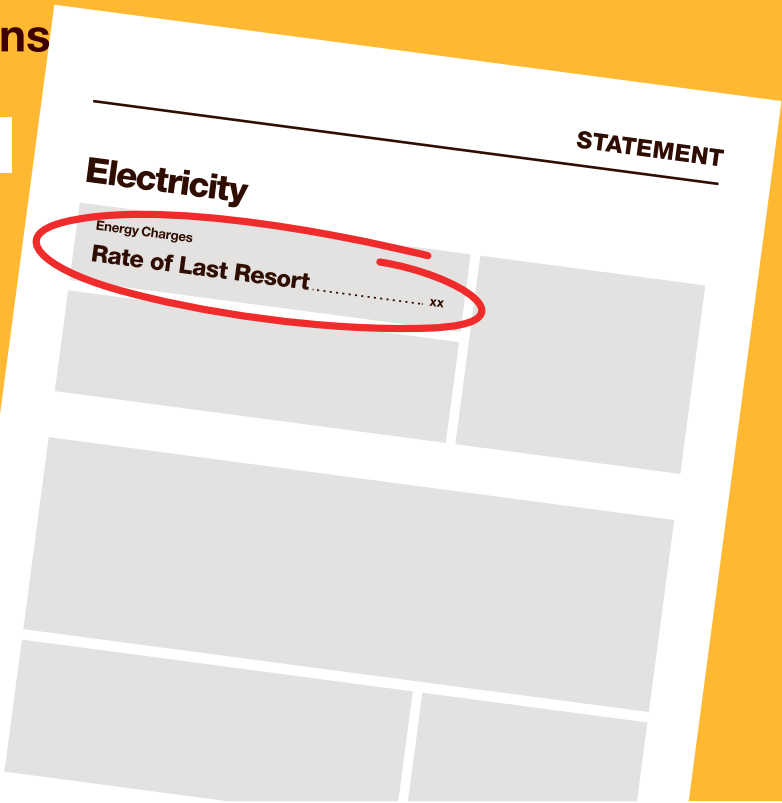 ns
STATEMENT
Electricity
Energy Charges
Rate of Last Resort.................... xx